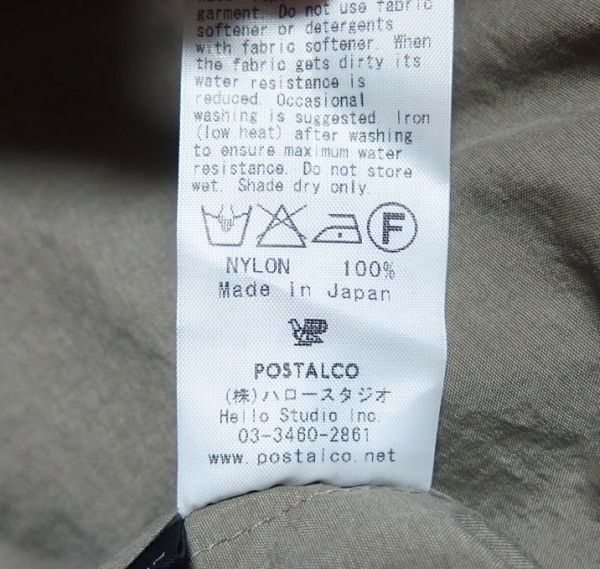 garment. Do not use fabric
softener or detergents
with fabric softener. When
the fabric gets dirty its
water resistance is
reduced. Occasional
washing is suggested. Iron
(low heat) after washing
to ensure maximum water
resistance. Do not store
wet. Shade dry only.
F
NYLON 100%
Made in Japan
POSTALCO
(株)ハロースタジオ
Hello Studio Inc.
03-3460-2861
www.postalco.net